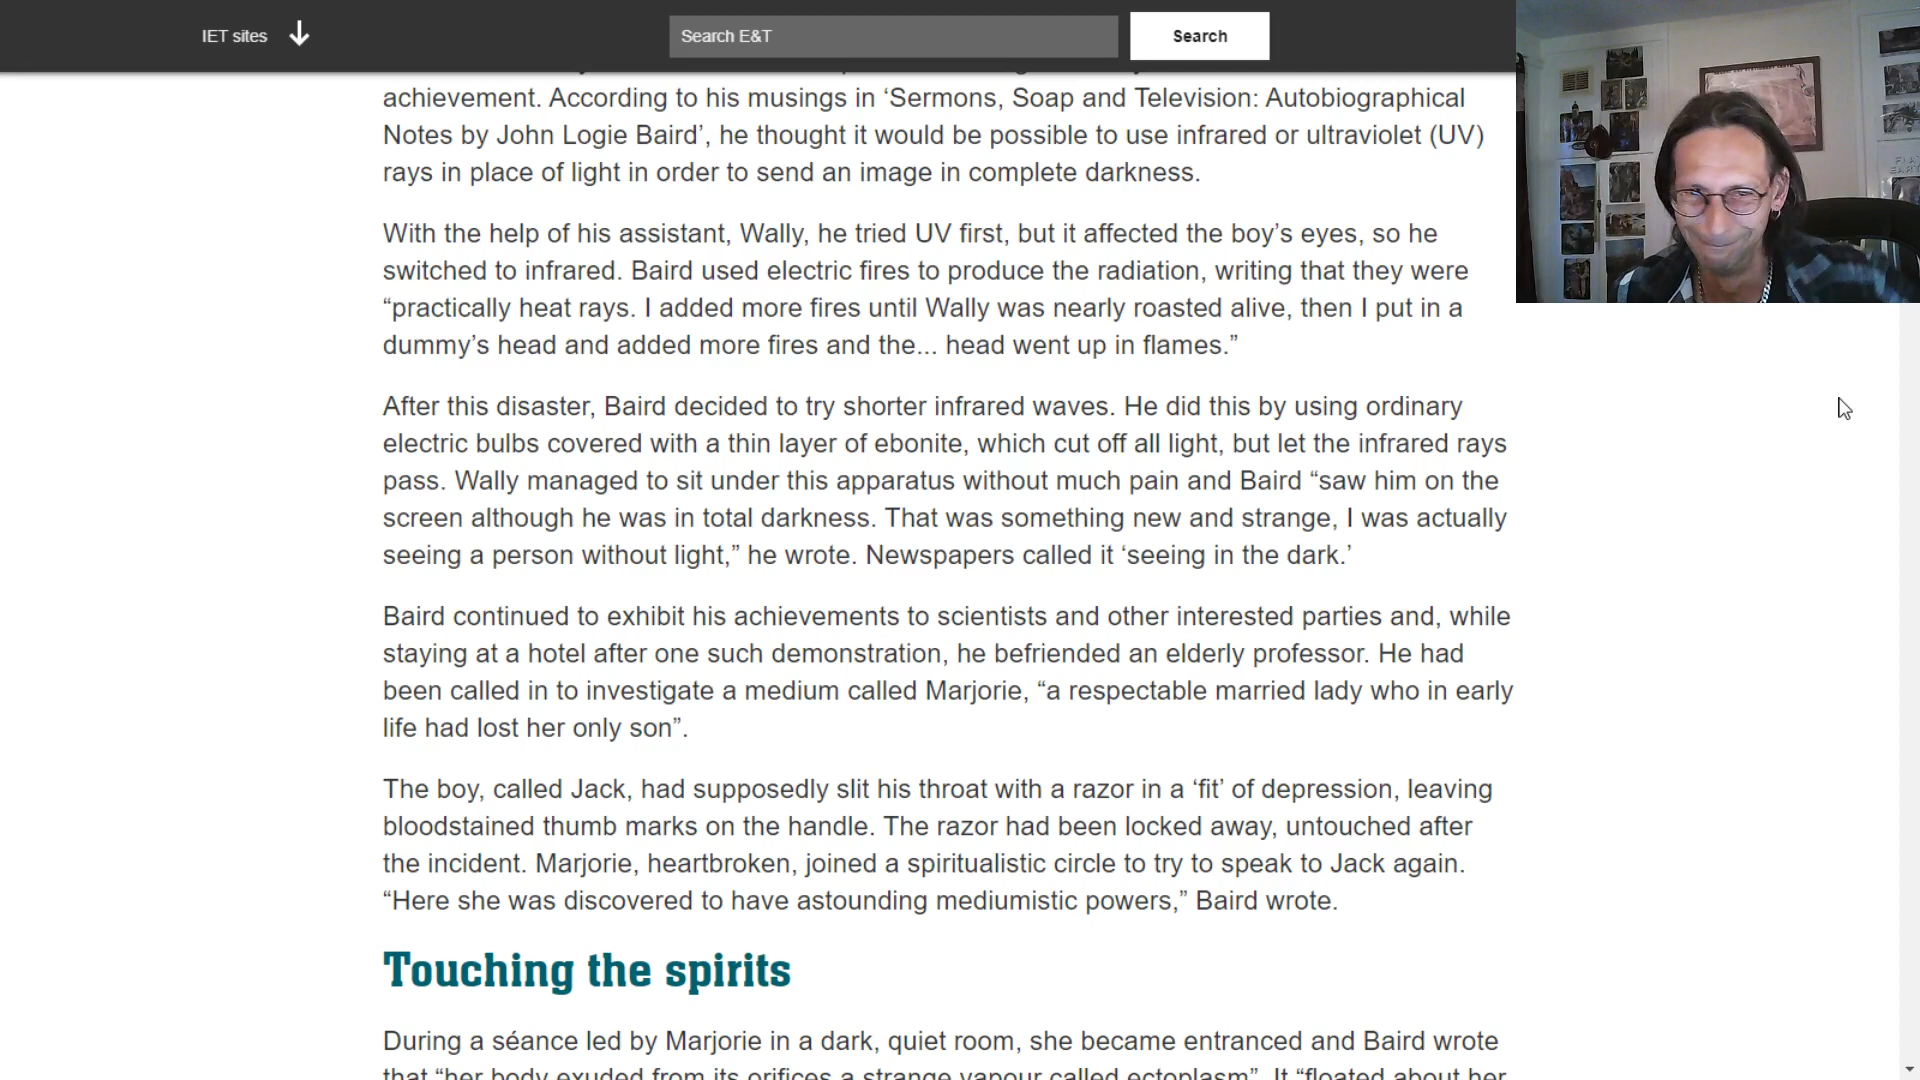 IET sites
Search E&T
Search
achievement. According to his musings in ‘Sermons, Soap and Television: Autobiographical
Notes by John Logie Baird’, he thought it would be possible to use infrared or ultraviolet (UV)
rays in place of light in order to send an image in complete darkness.
With the help of his assistant, Wally, he tried UV first, but it affected the boy’s eyes, so he
switched to infrared. Baird used electric fires to produce the radiation, writing that they were
“practically heat rays. I added more fires until Wally was nearly roasted alive, then I put in a
dummy’s head and added more fires and the... head went up in flames.”
After this disaster, Baird decided to try shorter infrared waves. He did this by using ordinary
electric bulbs covered with a thin layer of ebonite, which cut off all light, but let the infrared rays
pass. Wally managed to sit under this apparatus without much pain and Baird “saw him on the
screen although he was in total darkness. That was something new and strange, I was actually
seeing a person without light,” he wrote. Newspapers called it ‘seeing in the dark.’
Baird continued to exhibit his achievements to scientists and other interested parties and, while
staying at a hotel after one such demonstration, he befriended an elderly professor. He had
been called in to investigate a medium called Marjorie, “a respectable married lady who in early
life had lost her only son”.
The boy, called Jack, had supposedly slit his throat with a razor in a ‘fit’ of depression, leaving
bloodstained thumb marks on the handle. The razor had been locked away, untouched after
the incident. Marjorie, heartbroken, joined a spiritualistic circle to try to speak to Jack again.
“Here she was discovered to have astounding mediumistic powers,” Baird wrote.
Touching the spirits
During a séance led by Marjorie in a dark, quiet room, she became entranced and Baird wrote
that “her body exuded from its orifices a strange vapour called ectoplasm”. It “floated about her